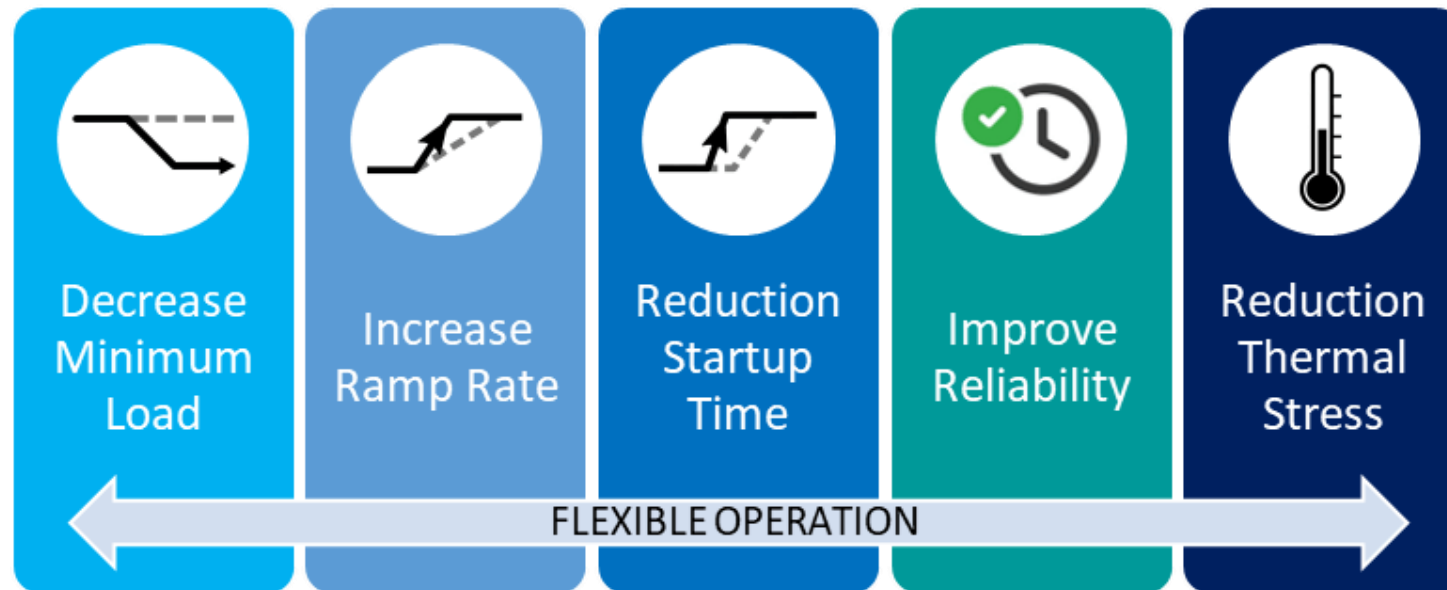 Decrease
Minimum
Load
Increase
Ramp Rate
Reduction
Startup
Time
Improve
Reliability
Reduction
Thermal
Stress
FLEXIBLE OPERATION